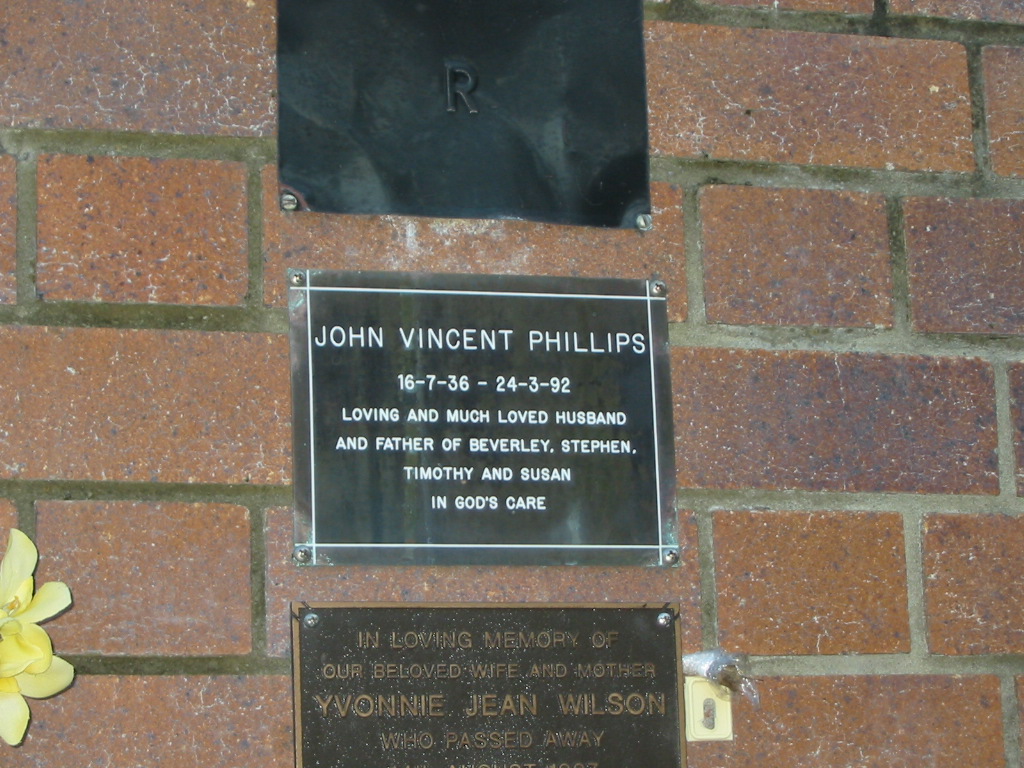 R
JOHN VINCENT PHILLIPS
16-7-36 - 24-3-92
LOVING AND MUCH LOVED HUSBAND
AND FATHER OF BEVERLEY, STEPHEN,
TIMOTHY AND SUSAN
IN GOD'S CARE
IN LOVING MEMORY OF
OUR BELOVED WIFE AND MOTHER
YVONNIE JEAN WILSON
WHO PASSED AWAY
AUGUST